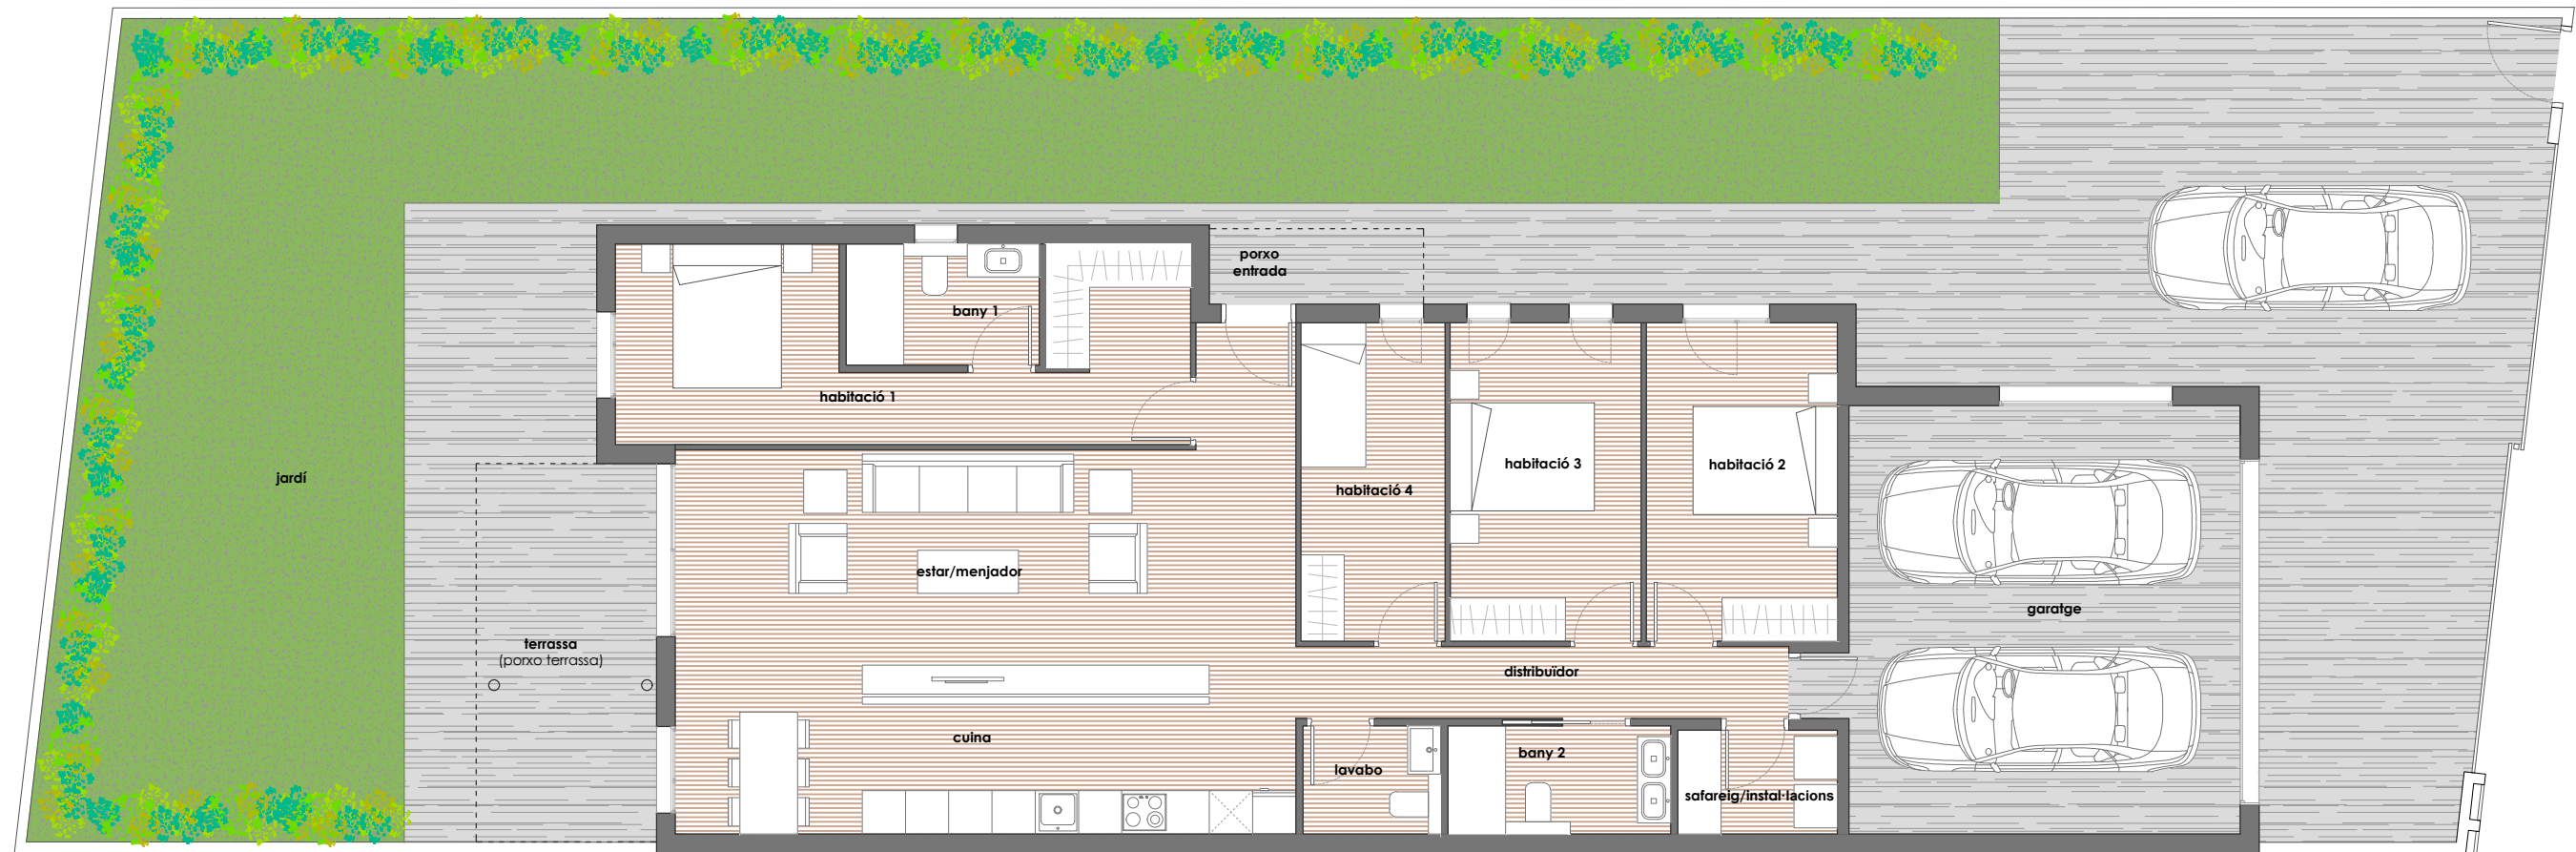 porxo
entrada
bany 1
habitació 1
jardí
habitació 4
habitació 3
habitació 2
estar/menjador
garatge
terrassa
(porxo terrassa)
distribuïdor
cuina
lavabo
bany 2
safareig/instal·lacions